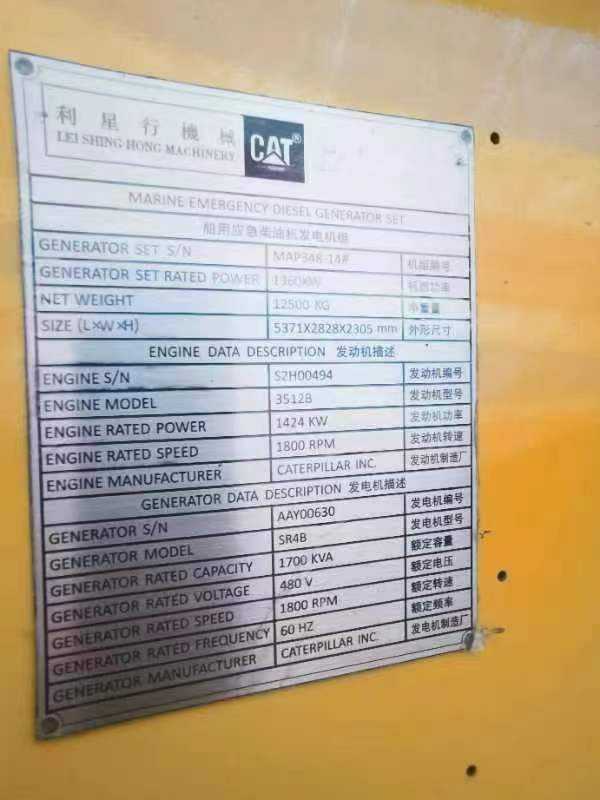 利星行機械
LEI SHING HONG MACHINERY
CAT®
MARINE EMERGENCY DIESEL GENERATOR SET
船用应急柴油机发电机组
GENERATOR SET S/N MAP348-14# 机组编号
GENERATOR SET RATED POWER 1360KW 机组功率
NET WEIGHT 12500 KG 净重量
SIZE (L×W×H) 5371X2828X2305 mm 外形尺寸
ENGINE DATA DESCRIPTION 发动机描述
ENGINE S/N S2H00494 发动机编号
ENGINE MODEL 3512B 发动机型号
ENGINE RATED POWER 1424 KW 发动机功率
ENGINE RATED SPEED 1800 RPM 发动机转速
ENGINE MANUFACTURER CATERPILLAR INC. 发动机制造厂
GENERATOR DATA DESCRIPTION 发电机描述
GENERATOR S/N AAY00630 发电机编号
GENERATOR MODEL SR4B 发电机型号
GENERATOR RATED CAPACITY 1700 KVA 额定容量
GENERATOR RATED VOLTAGE 480 V 额定电压
GENERATOR RATED SPEED 1800 RPM 额定转速
GENERATOR RATED FREQUENCY 60 HZ 额定频率
GENERATOR MANUFACTURER CATERPILLAR INC. 发电机制造厂